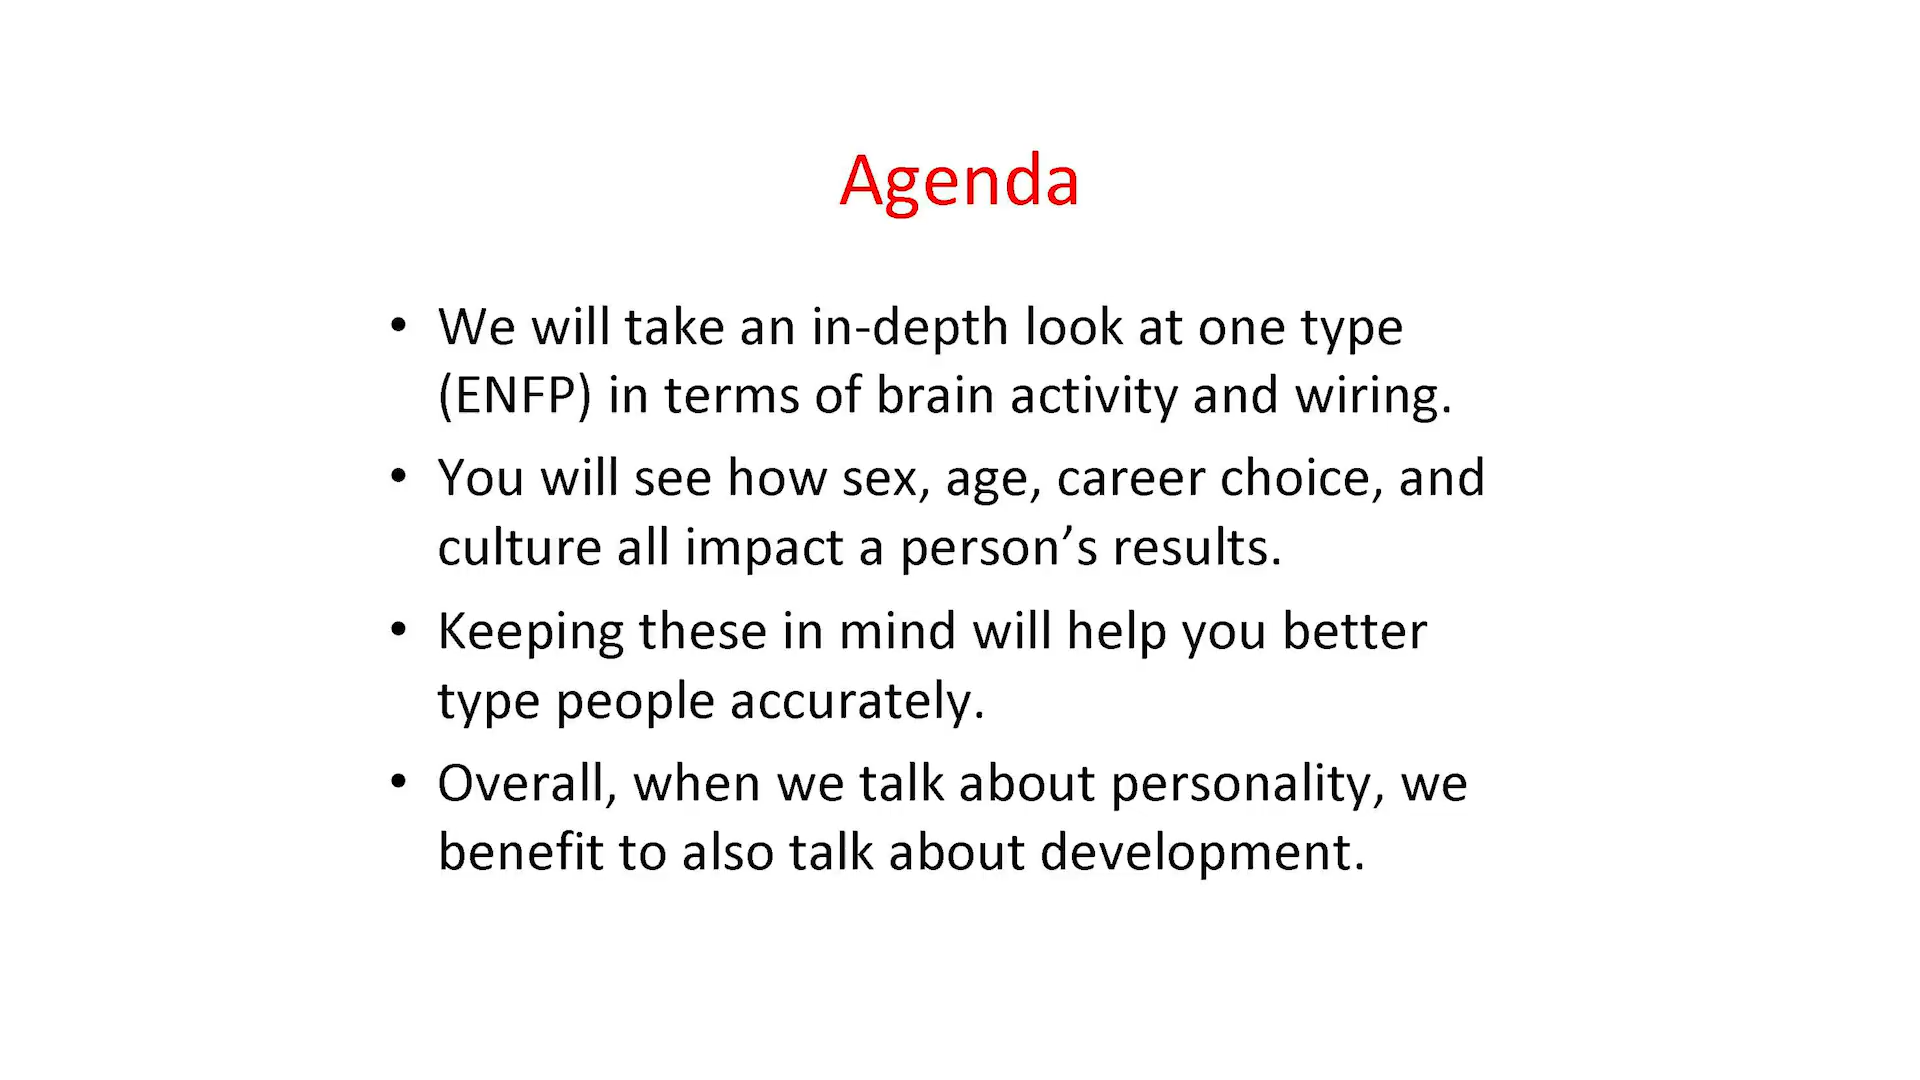 Agenda
• We will take an in-depth look at one type
(ENFP) in terms of brain activity and wiring.
• You will see how sex, age, career choice, and
culture all impact a person’s results.
• Keeping these in mind will help you better
type people accurately.
• Overall, when we talk about personality, we
benefit to also talk about development.